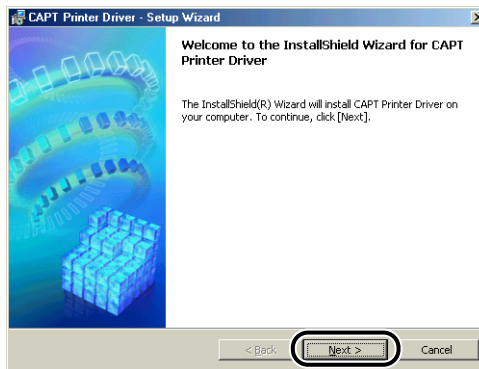 CAPT Printer Driver - Setup Wizard
Welcome to the InstallShield Wizard for CAPT
Printer Driver
The InstallShield(R) Wizard will install CAPT Printer Driver on
your computer. To continue, click [Next].
< Back
Next >
Cancel